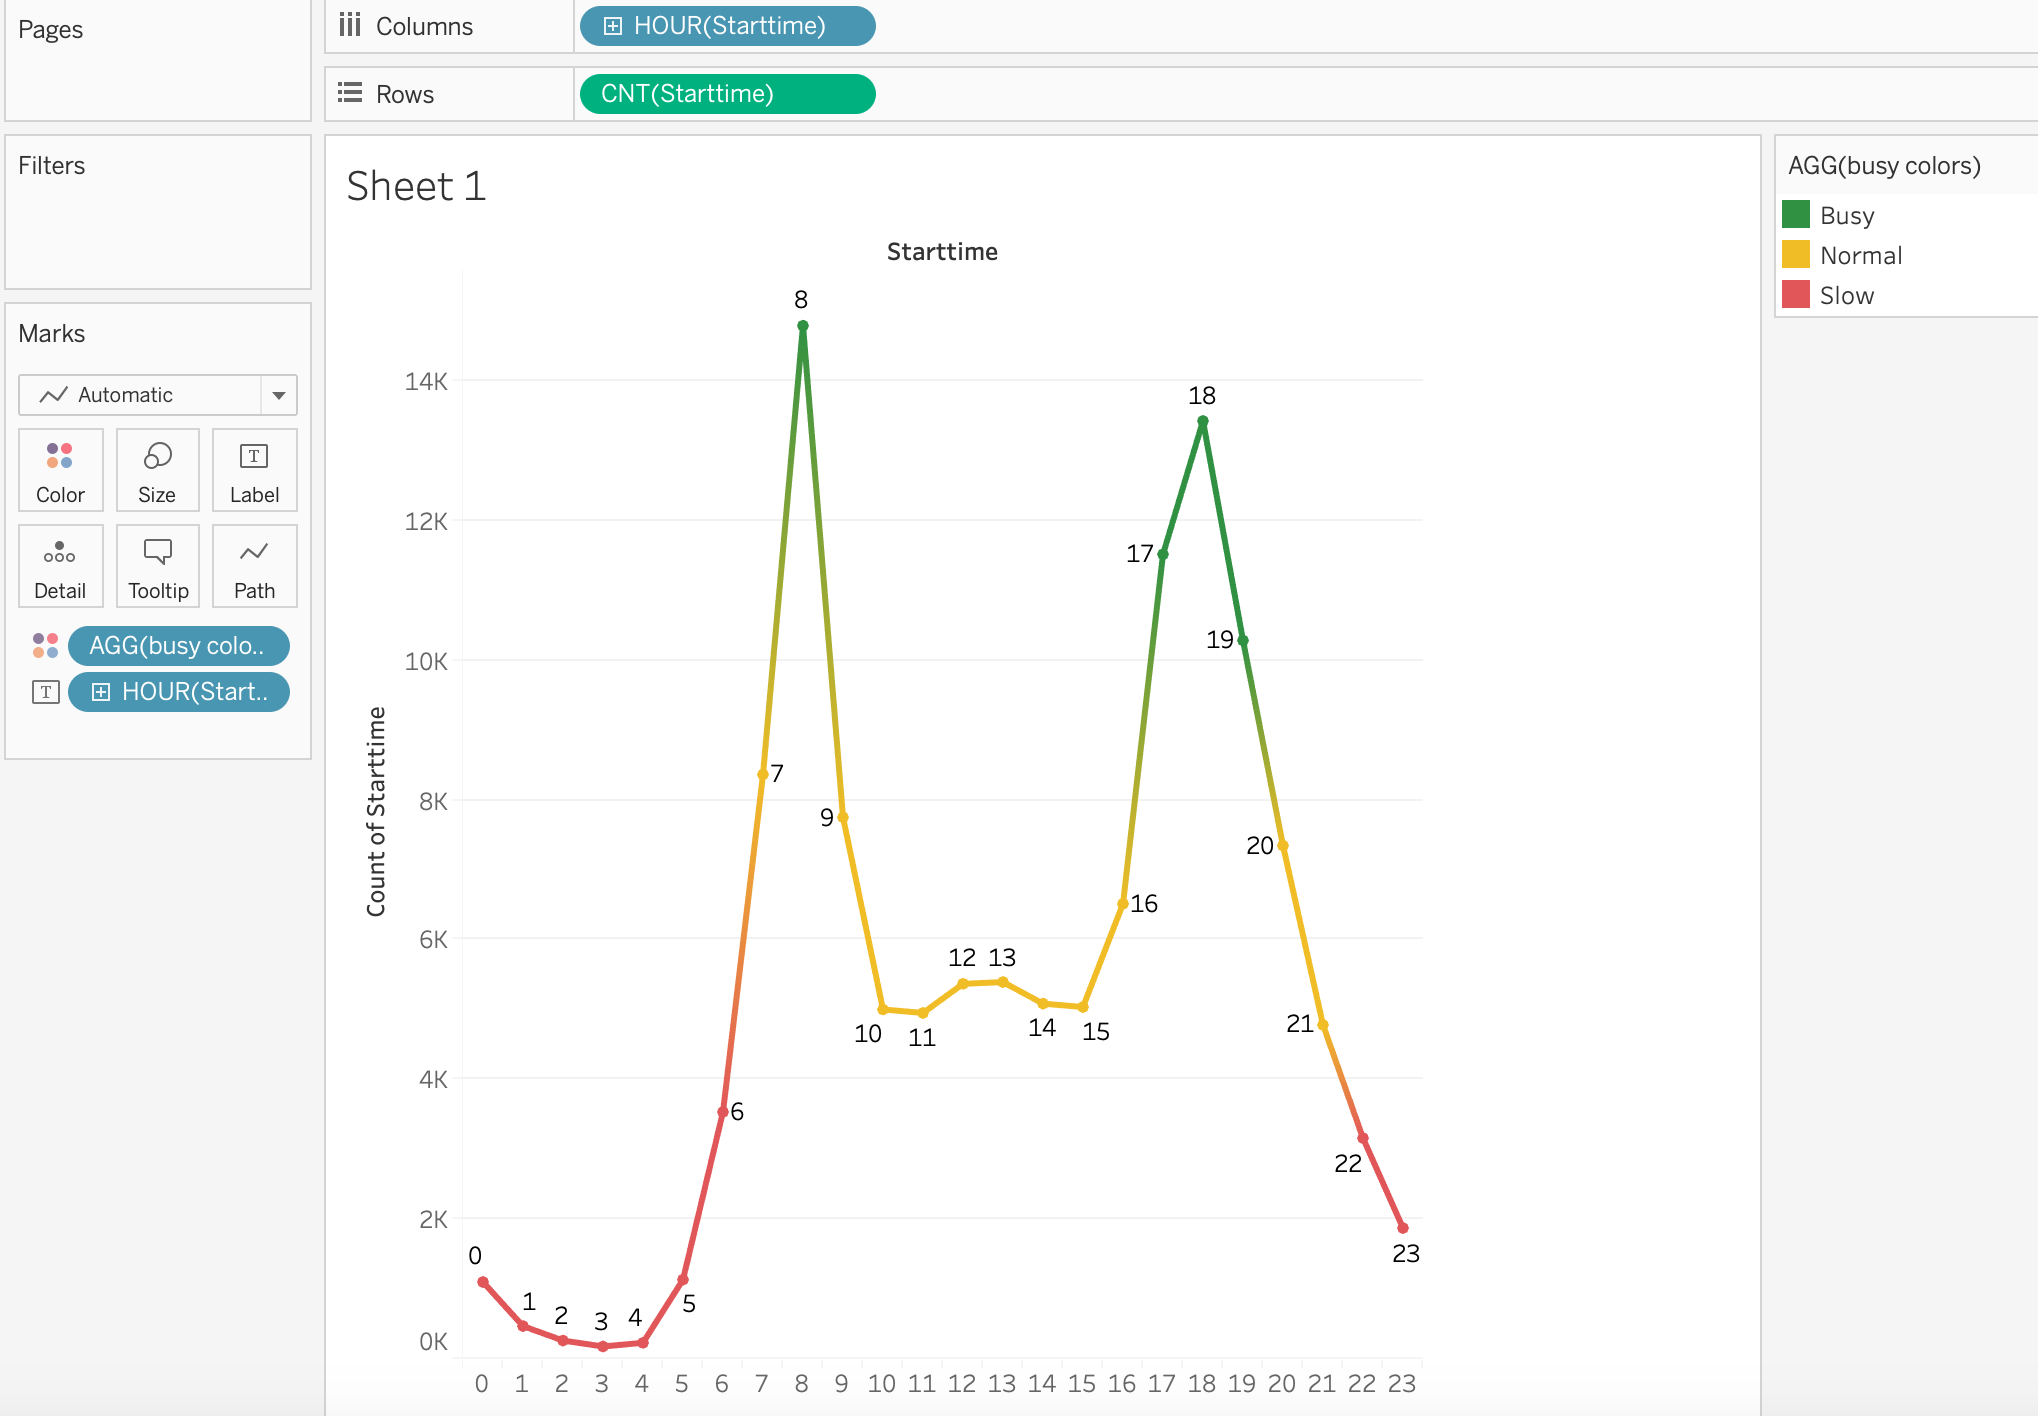 Pages
Columns
HOUR(Starttime)
Rows
CNT(Starttime)
Filters
Marks
Automatic
Color
Size
T
Label
Detail
Tooltip
Path
AGG(busy colo..
T
HOUR(Start..
Sheet 1
Starttime
Count of Starttime
14K
12K
10K
8K
6K
4K
2K
0K
0
1
2
3
4
5
6
7
8
9
10
11
12
13
14
15
16
17
18
19
20
21
22
23
0 1 2 3 4 5 6 7 8 9 10 11 12 13 14 15 16 17 18 19 20 21 22 23
AGG(busy colors)
Busy
Normal
Slow